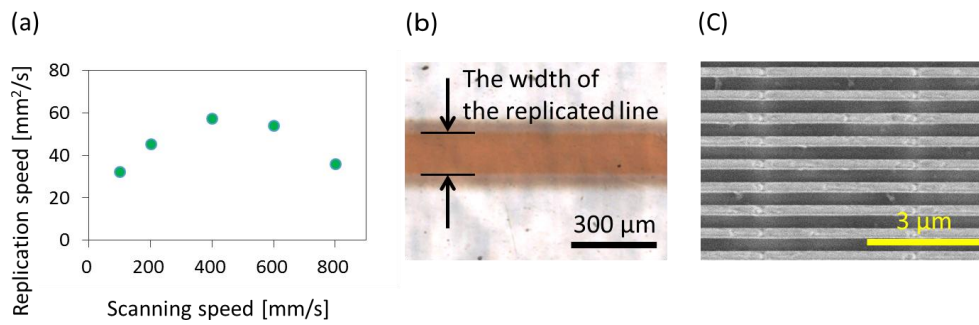 (a)
Replication speed [mm²/s]
80
60
40
20
0
0 200 400 600 800
Scanning speed [mm/s]
(b)
The width of
the replicated line
300 µm
(C)
3 µm